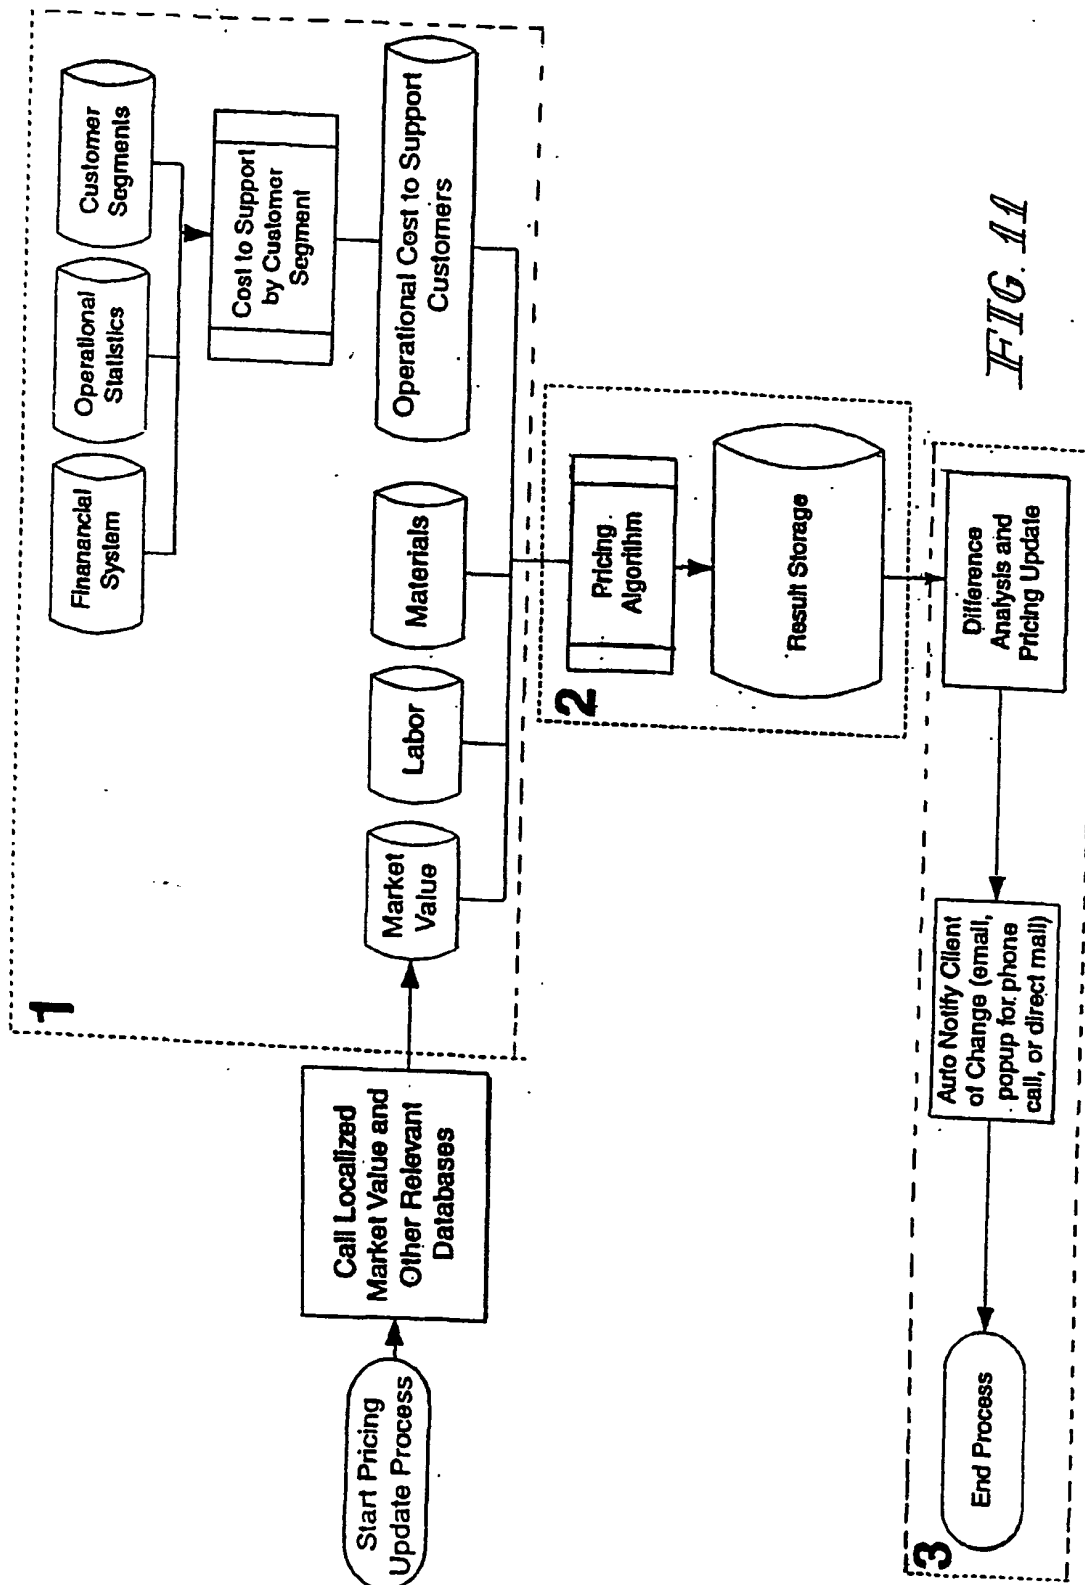 1
Finanancial
System
Operational
Statistics
Customer
Segments
Cost to Support
by Customer
Segment
Start Pricing
Update Process
Call Localized
Market Value and
Other Relevant
Databases
Market
Value
Labor
Materials
Operational Cost to Support
Customers
2
Pricing
Algorithm
Result Storage
3
End Process
Auto Notify Client
of Change (email,
popup for phone
call, or direct mail)
Difference
Analysis and
Pricing Update
FIG. 11